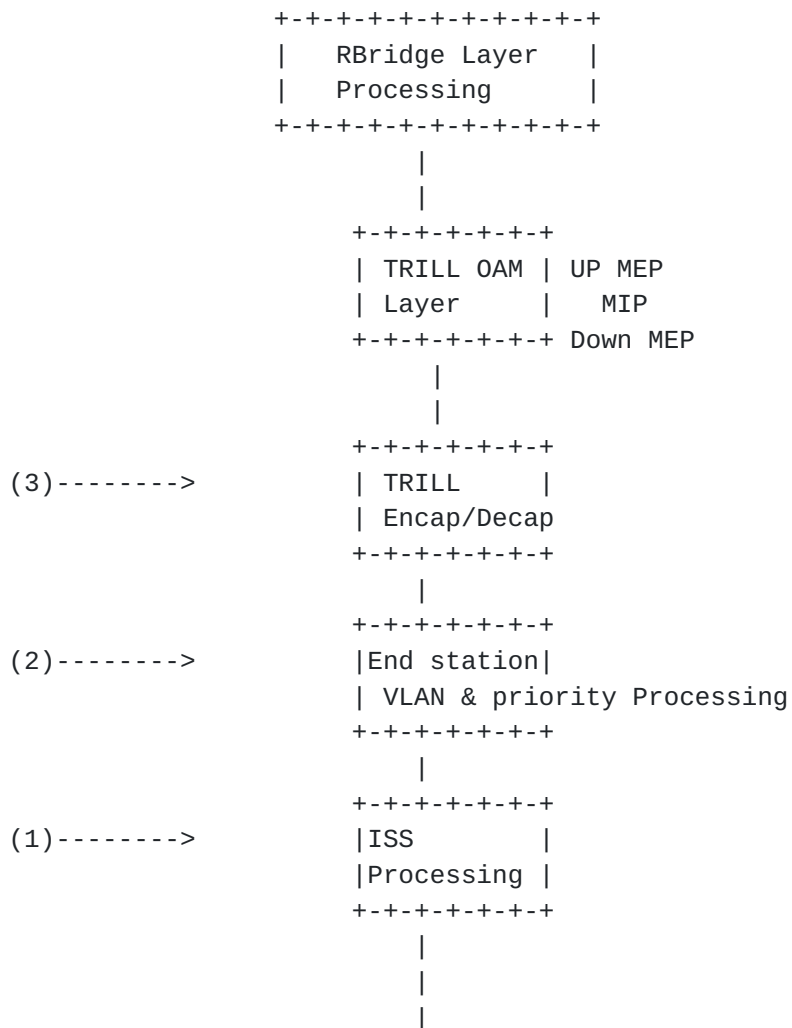 +-+-+-+-+-+-+-+-+-+-+
| RBridge Layer |
| Processing |
+-+-+-+-+-+-+-+-+-+-+
|
|
+-+-+-+-+-+-+
| TRILL OAM | UP MEP
| Layer | MIP
+-+-+-+-+-+-+ Down MEP
|
|
+-+-+-+-+-+-+
(3)--------> | TRILL |
| Encap/Decap
+-+-+-+-+-+-+
|
+-+-+-+-+-+-+
(2)--------> |End station|
| VLAN & priority Processing
+-+-+-+-+-+-+
|
+-+-+-+-+-+-+
(1)--------> |ISS |
|Processing |
+-+-+-+-+-+-+
|
|
|